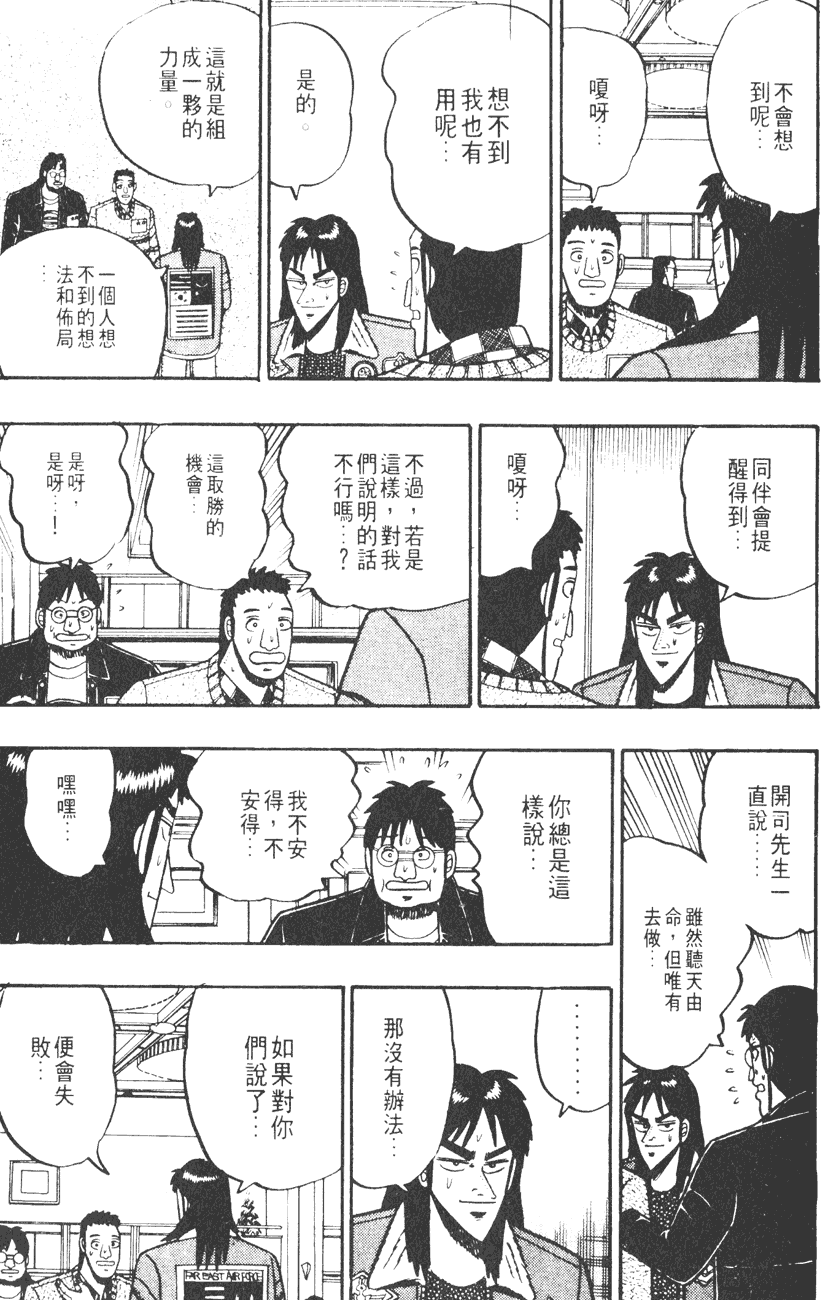 不會想
到呢…
嗄呀…
想不到
我也有
用呢…
是的。
這就是組
成一夥的
力量。
一個人想
不到的想
法和佈局
…
同伴會提
醒得到…
嗄呀…
不過，若是
這樣，對我
們說明的話
不行嗎…？
這取勝的
機會…
是呀，
是呀…！
開司先生一
直說……
雖然聽天由
命，但唯有
去做…
你總是這
樣說…
我不安
得，不
安得…
嘿嘿…
………
那沒有辦法…
如果對你
們說了…
便會失
敗…
FAR EAST AIR FORCE